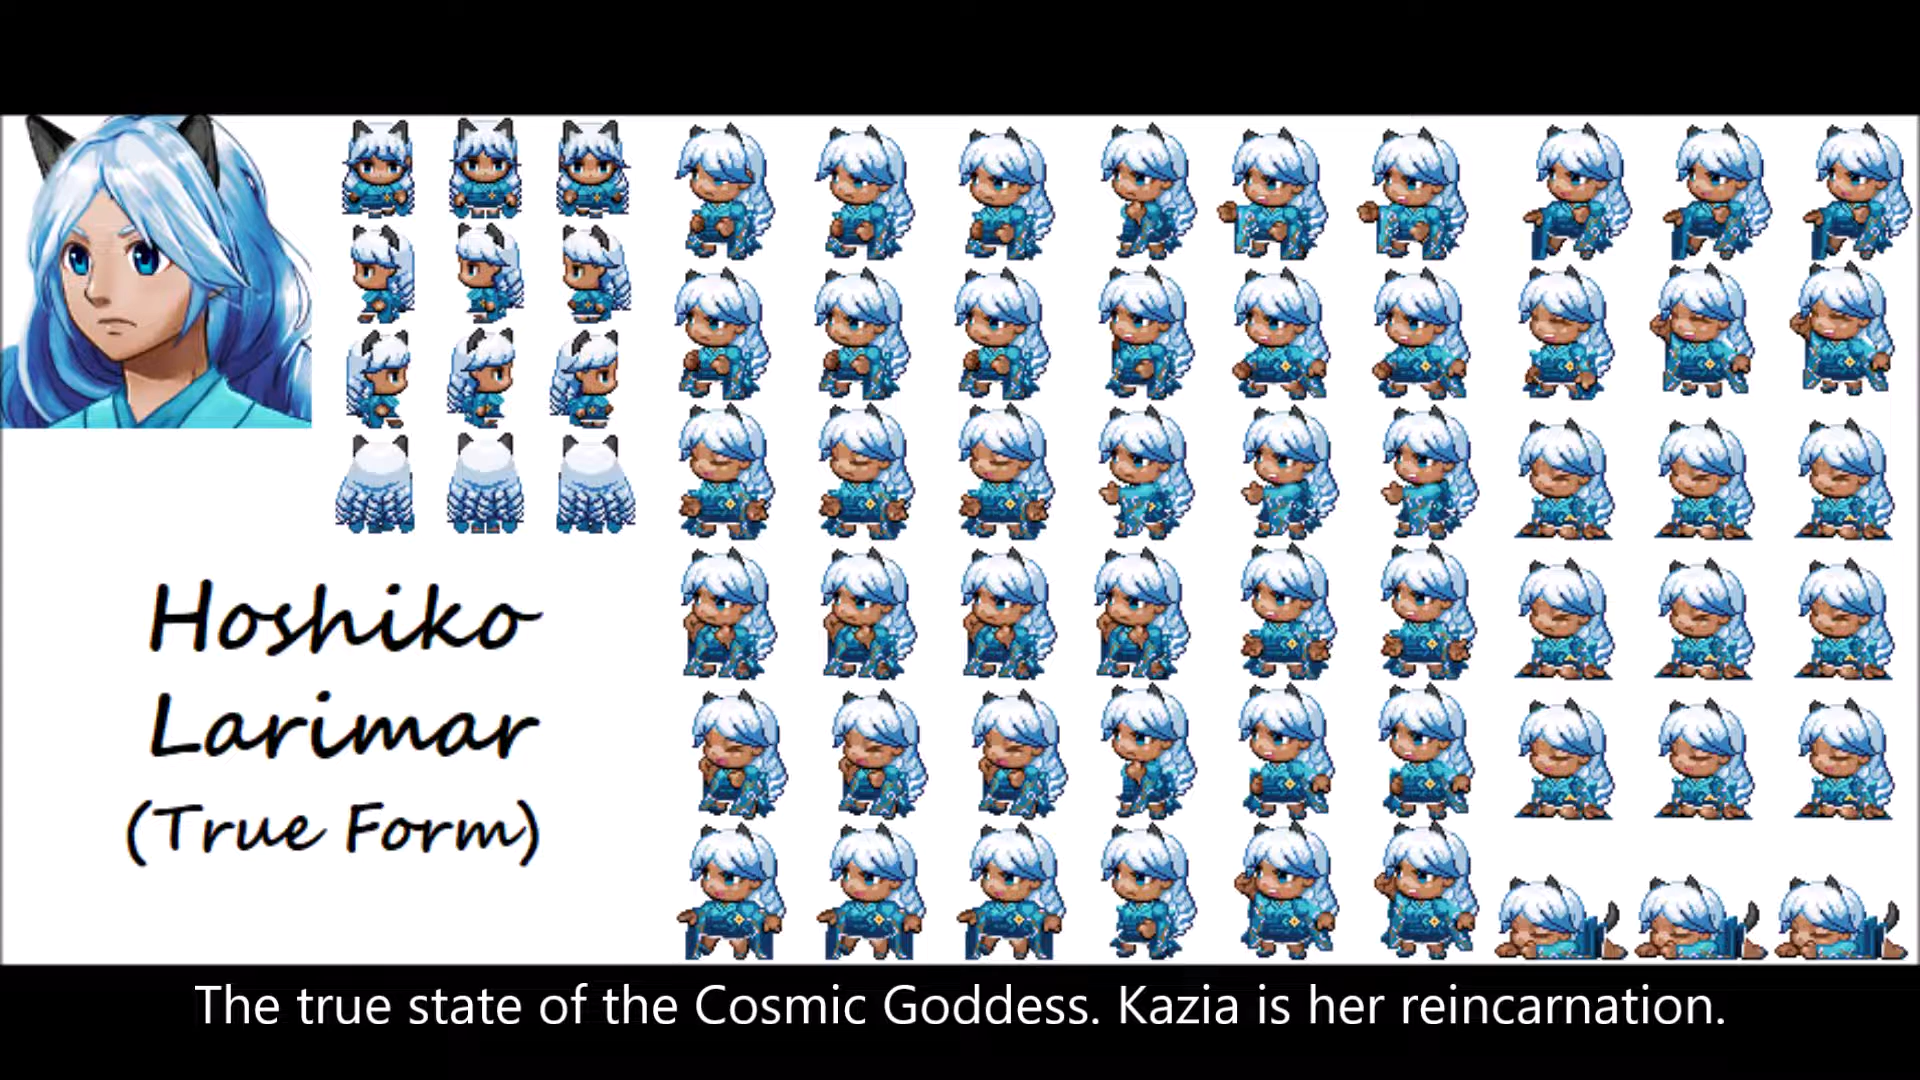 Hoshiko
Larimar
(True Form)
The true state of the Cosmic Goddess. Kazia is her reincarnation.